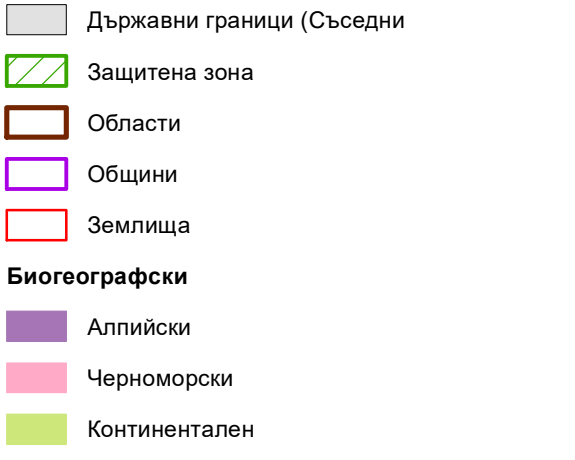 Държавни граници (Съседни
Защитена зона
Области
Общини
Землища
Биогеографски
Алпийски
Черноморски
Континентален